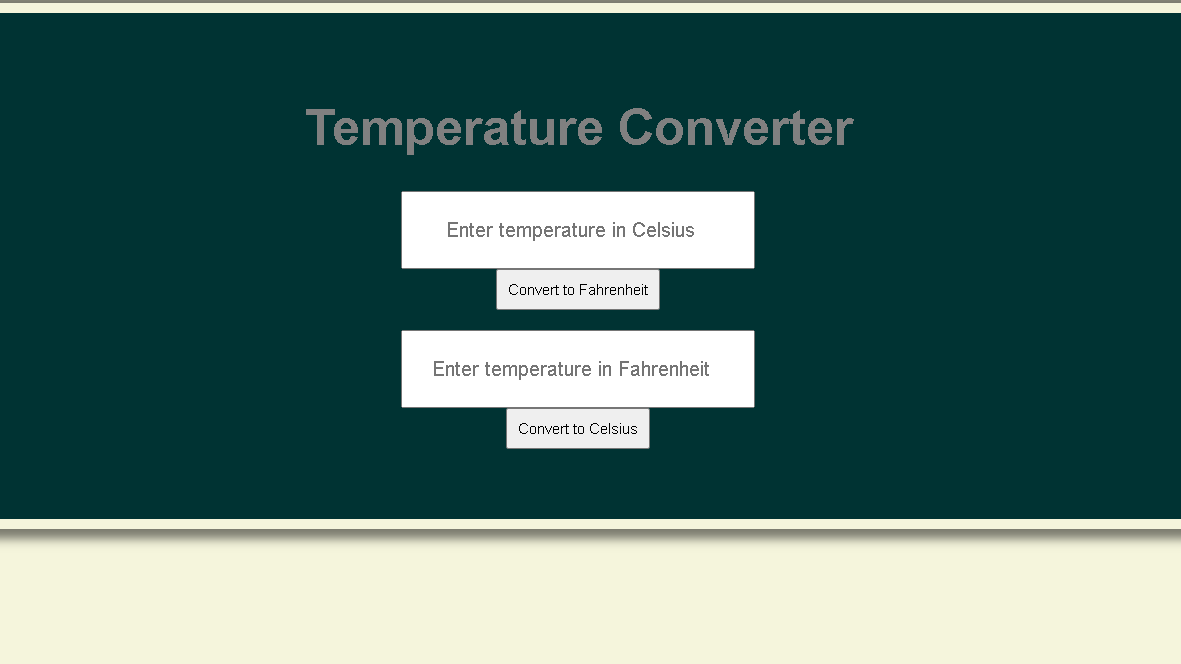 Temperature Converter
Enter temperature in Celsius
Convert to Fahrenheit
Enter temperature in Fahrenheit
Convert to Celsius